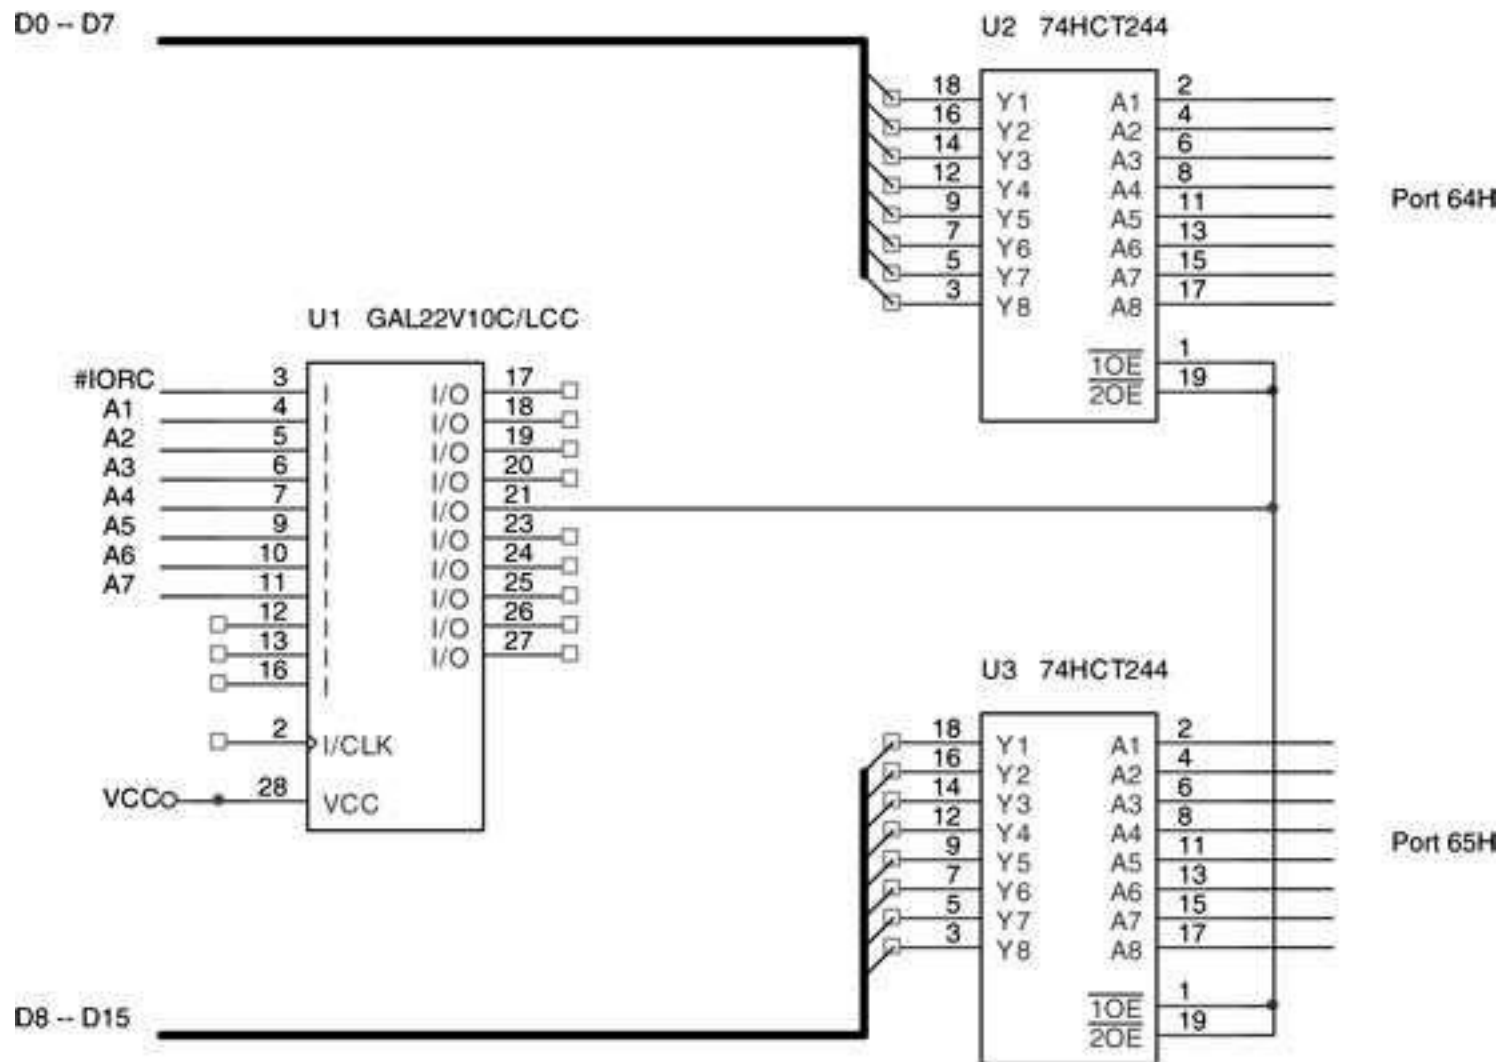 D0 -- D7
U2 74HCT244
18 Y1 A1 2
16 Y2 A2 4
14 Y3 A3 6
12 Y4 A4 8
9 Y5 A5 11
7 Y6 A6 13
5 Y7 A7 15
3 Y8 A8 17
1OE 1
2OE 19
Port 64H
U1 GAL22V10C/LCC
#IORC 3 I I/O 17
A1 4 I I/O 18
A2 5 I I/O 19
A3 6 I I/O 20
A4 7 I I/O 21
A5 9 I I/O 23
A6 10 I I/O 24
A7 11 I I/O 25
12 I I/O 26
13 I I/O 27
16 I
2 I/CLK
VCC 28 VCC
U3 74HCT244
18 Y1 A1 2
16 Y2 A2 4
14 Y3 A3 6
12 Y4 A4 8
9 Y5 A5 11
7 Y6 A6 13
5 Y7 A7 15
3 Y8 A8 17
1OE 1
2OE 19
Port 65H
D8 -- D15